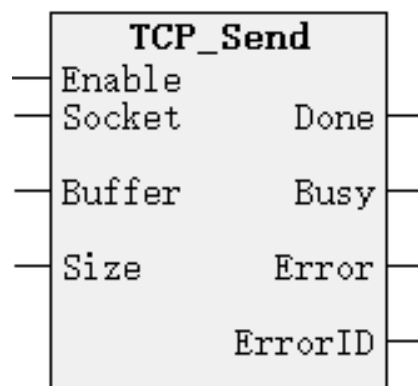 TCP_Send
Enable
Socket Done
Buffer Busy
Size Error
ErrorID